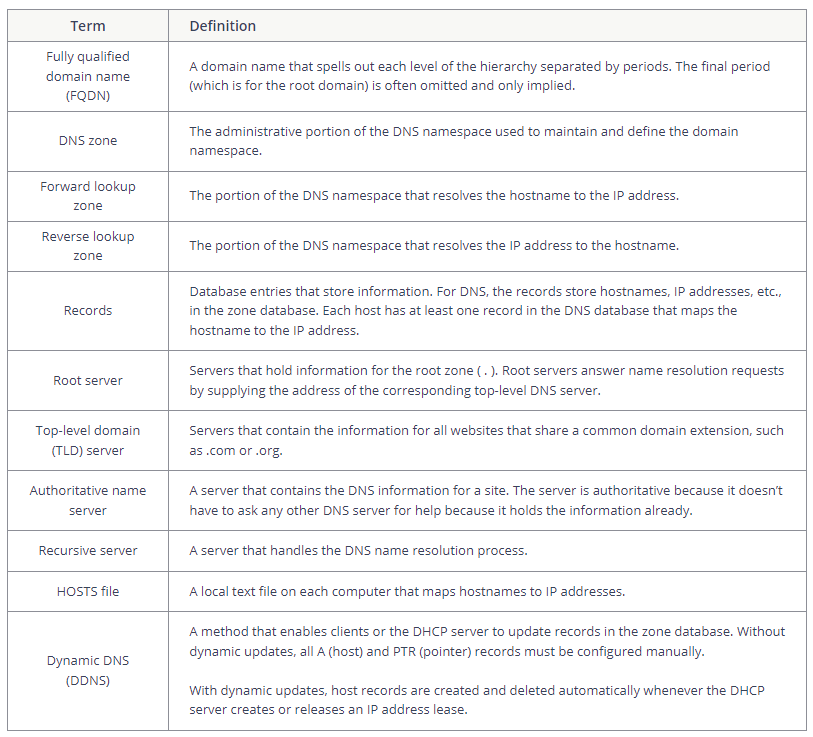 Term
Definition
Fully qualified
domain name
(FQDN)
A domain name that spells out each level of the hierarchy separated by periods. The final period
(which is for the root domain) is often omitted and only implied.
DNS zone
The administrative portion of the DNS namespace used to maintain and define the domain
namespace.
Forward lookup
zone
The portion of the DNS namespace that resolves the hostname to the IP address.
Reverse lookup
zone
The portion of the DNS namespace that resolves the IP address to the hostname.
Records
Database entries that store information. For DNS, the records store hostnames, IP addresses, etc.,
in the zone database. Each host has at least one record in the DNS database that maps the
hostname to the IP address.
Root server
Servers that hold information for the root zone ( . ). Root servers answer name resolution requests
by supplying the address of the corresponding top-level DNS server.
Top-level domain
(TLD) server
Servers that contain the information for all websites that share a common domain extension, such
as .com or .org.
Authoritative name
server
A server that contains the DNS information for a site. The server is authoritative because it doesn’t
have to ask any other DNS server for help because it holds the information already.
Recursive server
A server that handles the DNS name resolution process.
HOSTS file
A local text file on each computer that maps hostnames to IP addresses.
Dynamic DNS
(DDNS)
A method that enables clients or the DHCP server to update records in the zone database. Without
dynamic updates, all A (host) and PTR (pointer) records must be configured manually.
With dynamic updates, host records are created and deleted automatically whenever the DHCP
server creates or releases an IP address lease.